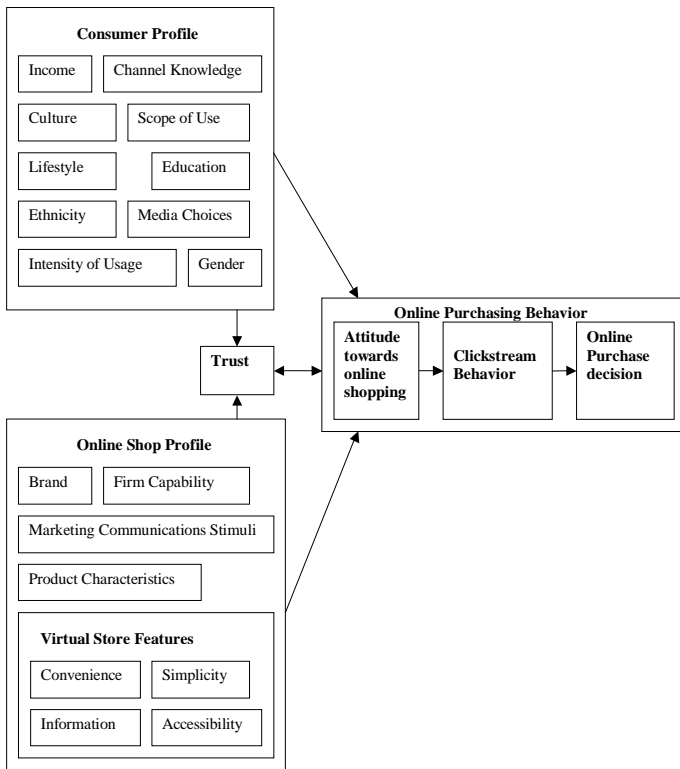 Consumer Profile
Income
Channel Knowledge
Culture
Scope of Use
Lifestyle
Education
Ethnicity
Media Choices
Intensity of Usage
Gender
Trust
Online Purchasing Behavior
Attitude
towards
online
shopping
Clickstream
Behavior
Online
Purchase
decision
Online Shop Profile
Brand
Firm Capability
Marketing Communications Stimuli
Product Characteristics
Virtual Store Features
Convenience
Simplicity
Information
Accessibility